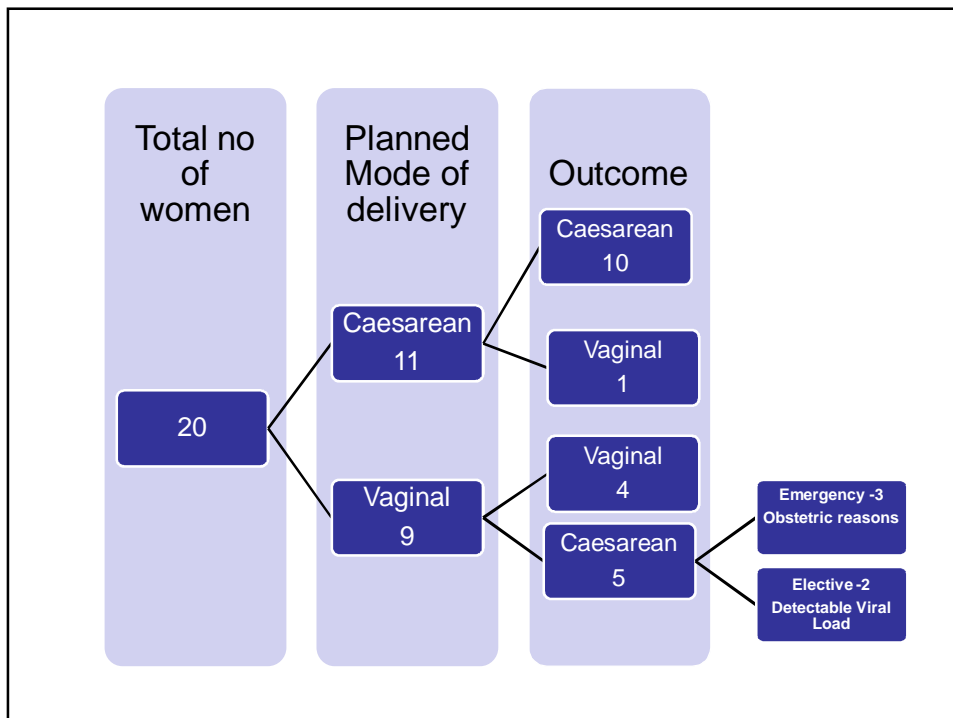 Total no
of
women
Planned
Mode of
delivery
Outcome
20
Caesarean
11
Vaginal
9
Caesarean
10
Vaginal
1
Vaginal
4
Caesarean
5
Emergency -3
Obstetric reasons
Elective -2
Detectable Viral
Load